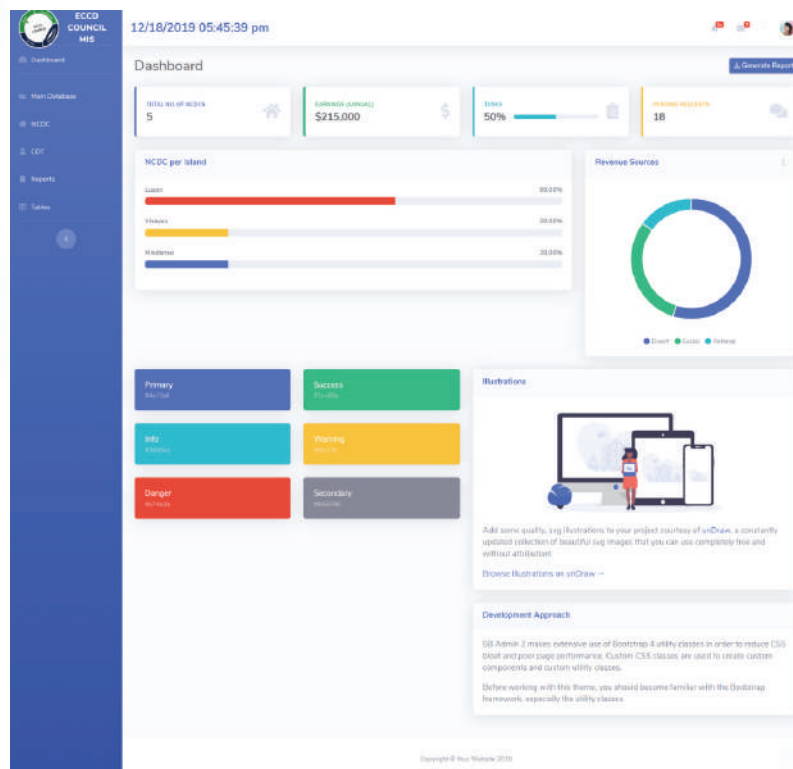 ECCD
COUNCIL
MIS
12/18/2019 05:45:39 pm
Dashboard
Dashboard
Generate Report
Main Database
NCDC
CDT
Reports
Tables
TOTAL NO. OF NCDCS
5
EARNINGS (ANNUAL)
$215,000
TASKS
50%
PENDING REQUESTS
18
NCDC per Island
Luzon
Visayas
20.00%
Mindanao
20.00%
Revenue Sources
Direct
Social
Referral
Primary
Success
Info
Warning
Danger
Secondary
Illustrations
Add some quality, svg illustrations to your project courtesy of unDraw, a constantly
updated collection of beautiful svg images that you can use completely free and
without attribution!
Browse Illustrations on unDraw →
Development Approach
SB Admin 2 makes extensive use of Bootstrap 4 utility classes in order to reduce CSS
bloat and poor page performance. Custom CSS classes are used to create custom
components and custom utility classes.
Before working with this theme, you should become familiar with the Bootstrap
framework, especially the utility classes.
Copyright © Your Website 2019